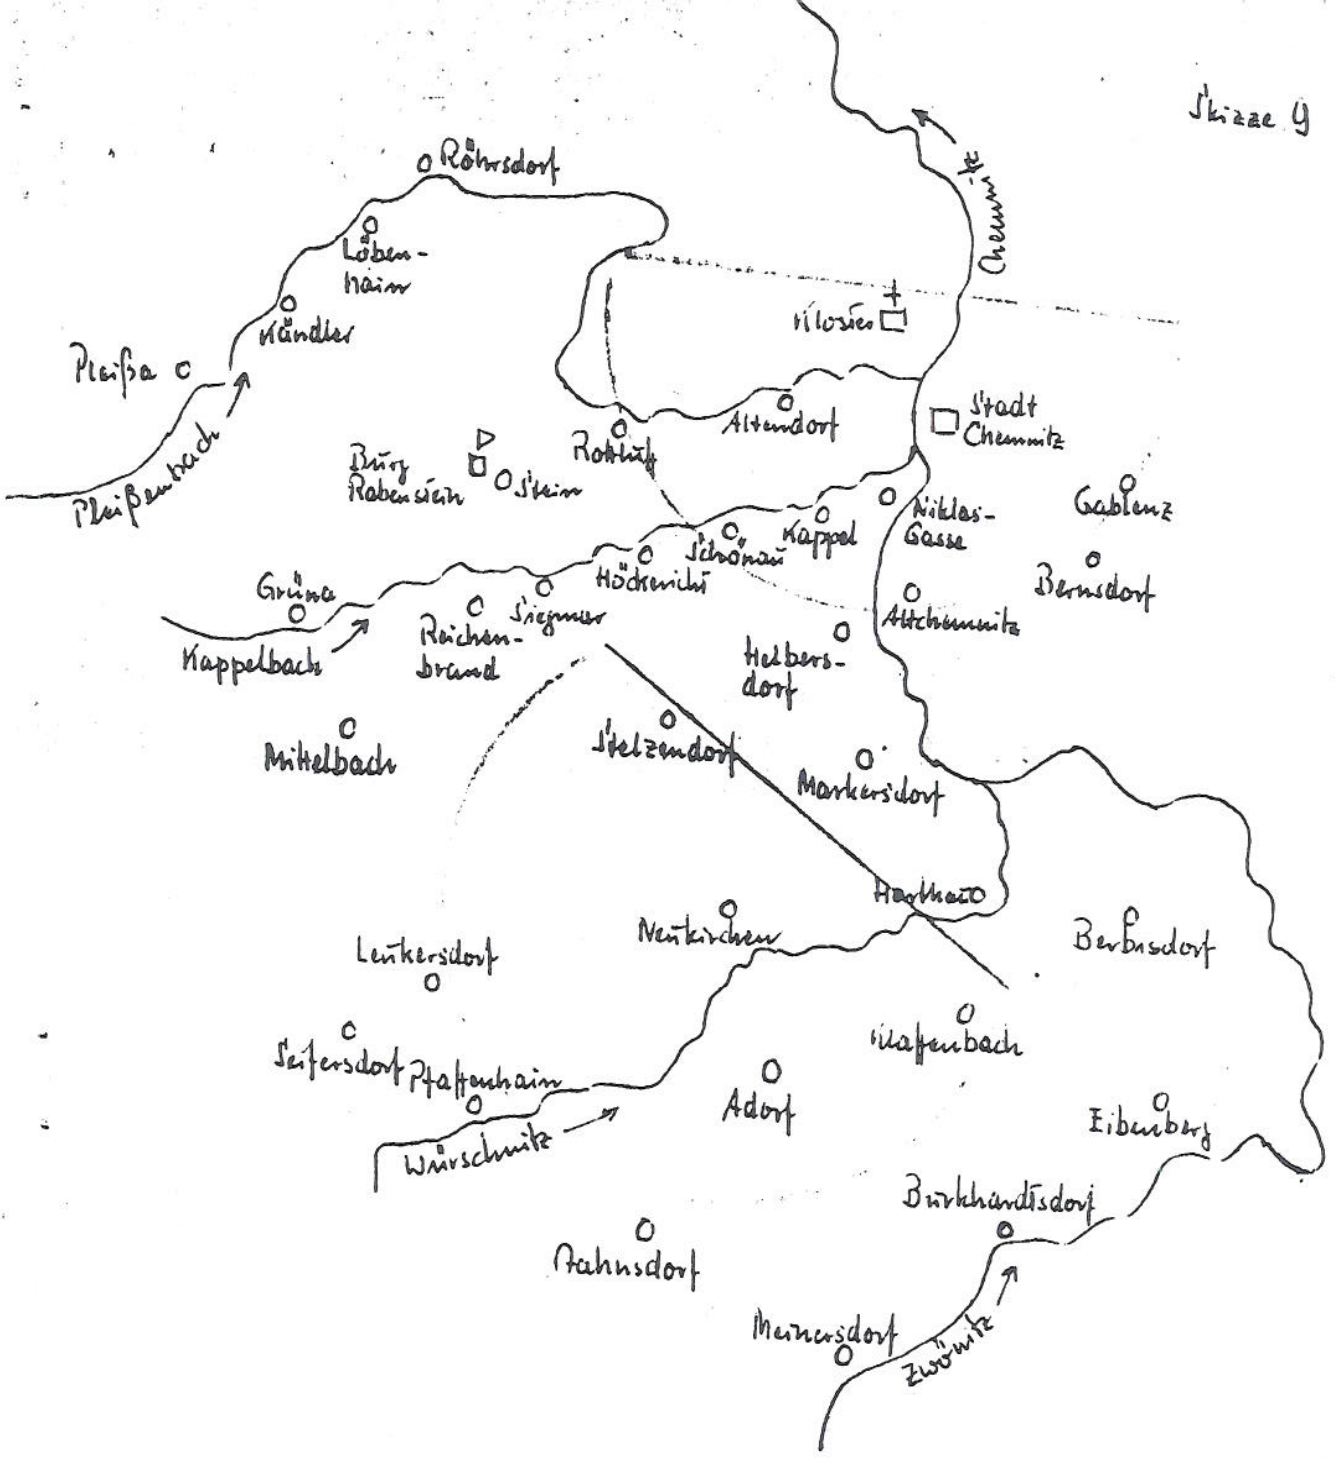 Skizze 9
Chemnitz
Röhrsdorf
Löben-
hain
Kändler
Pleißa
Pleißenbach
Kloster
Stadt
Chemnitz
Altendorf
Rottluff
Burg
Rabenstein
Stein
Gablenz
Niklas-
Gasse
Kappel
Schönau
Höckericht
Siegmar
Bernsdorf
Altchemnitz
Grüna
Reichen-
brand
Kappelbach
Helbers-
dorf
Mittelbach
Stelzendorf
Markersdorf
Harthau
Neukirchen
Berbisdorf
Leukersdorf
Klaffenbach
Seifersdorf
Pfaffenhain
Adorf
Eibenberg
Würschnitz
Burkhardtsdorf
Jahnsdorf
Meinersdorf
Zwönitz